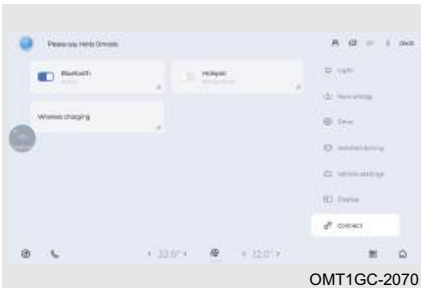 Please say Hello Omoda
Bluetooth
Hotspot
Wireless charging
Light
New energy
Drive
Assisted driving
Vehicle settings
Display
Connect
22.0°
22.0°
OMT1GC-2070